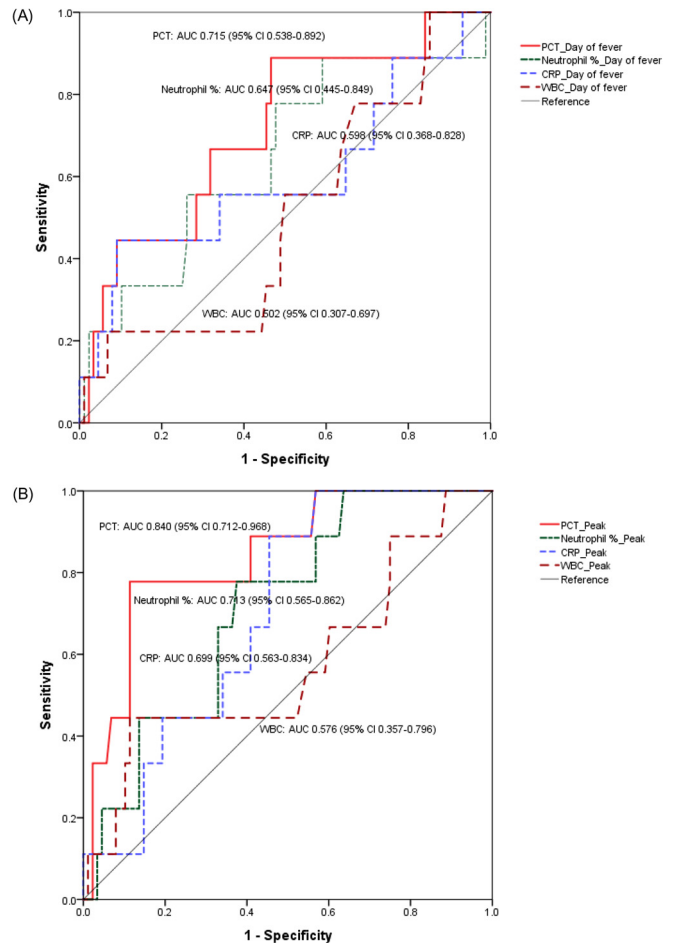 (A)
PCT: AUC 0.715 (95% CI 0.538-0.892)
Neutrophil %: AUC 0.647 (95% CI 0.445-0.849)
CRP: AUC 0.598 (95% CI 0.368-0.828)
WBC: AUC 0.502 (95% CI 0.307-0.697)
PCT_Day of fever
Neutrophil %_Day of fever
CRP_Day of fever
WBC_Day of fever
Reference
Sensitivity
1.0
0.8
0.6
0.4
0.2
0.0
0.0 0.2 0.4 0.6 0.8 1.0
1 - Specificity
(B)
PCT: AUC 0.840 (95% CI 0.712-0.968)
Neutrophil %: AUC 0.713 (95% CI 0.565-0.862)
CRP: AUC 0.699 (95% CI 0.563-0.834)
WBC: AUC 0.576 (95% CI 0.357-0.796)
PCT_Peak
Neutrophil %_Peak
CRP_Peak
WBC_Peak
Reference
Sensitivity
1.0
0.8
0.6
0.4
0.2
0.0
0.0 0.2 0.4 0.6 0.8 1.0
1 - Specificity